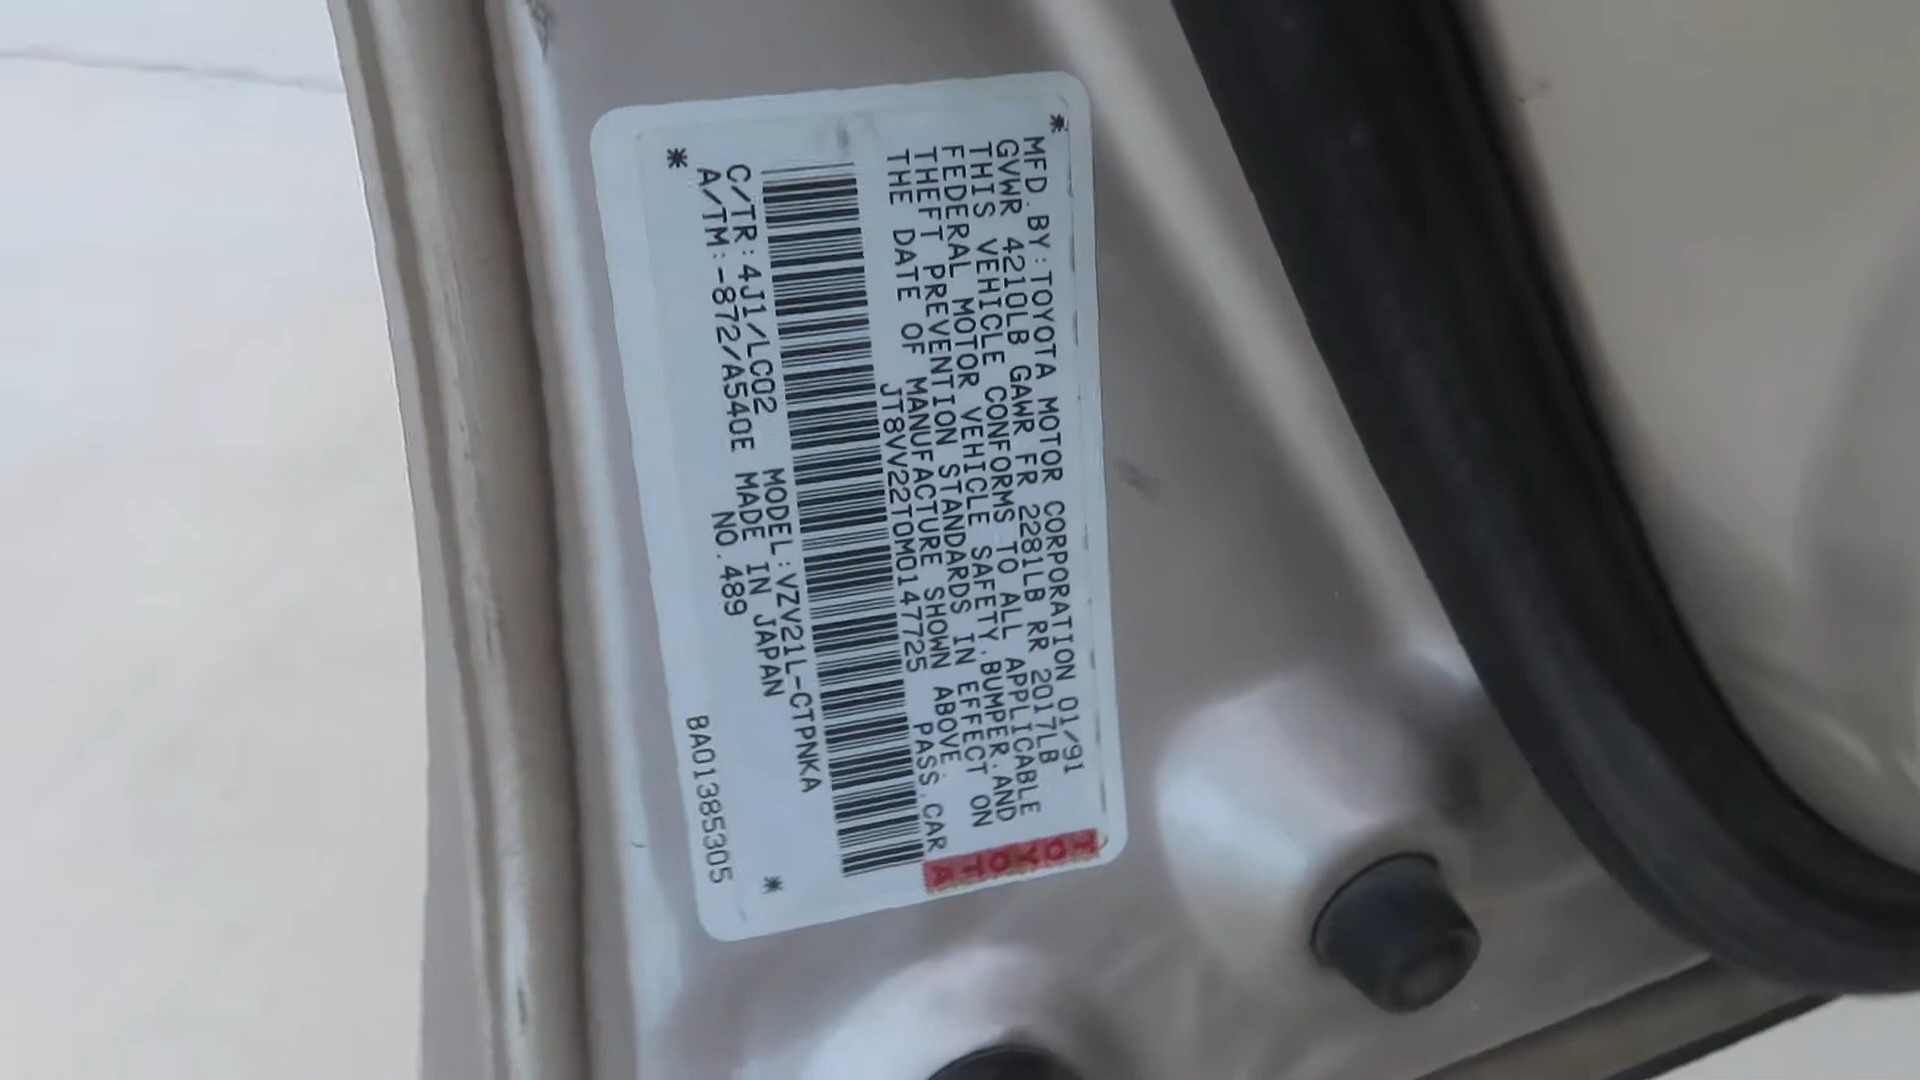 *
MFD.BY:TOYOTA MOTOR CORPORATION 01/91
GVWR 4210LB GAWR FR 2281LB RR 2017LB
THIS VEHICLE CONFORMS TO ALL APPLICABLE
FEDERAL MOTOR VEHICLE SAFETY,BUMPER,AND
THEFT PREVENTION STANDARDS IN EFFECT ON
THE DATE OF MANUFACTURE SHOWN ABOVE.
JT8VV22T0M0147725 PASS.CAR
TOYOTA
C/TR:4J1/LC02 MODEL:VZV21L-CTPNKA
A/TM:-872/A540E MADE IN JAPAN
* NO.489 *
BA01385305